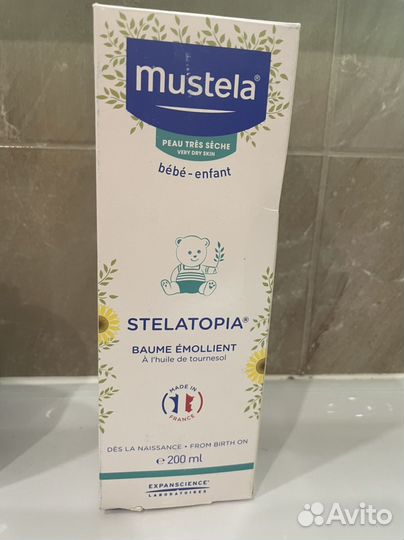 mustela®
PEAU TRÈS SÈCHE
VERY DRY SKIN
bébé-enfant
STELATOPIA®
BAUME ÉMOLLIENT
À l'huile de tournesol
MADE IN
FRANCE
DÈS LA NAISSANCE • FROM BIRTH ON
℮ 200 ml
EXPANSCIENCE®
LABORATOIRES
Avito